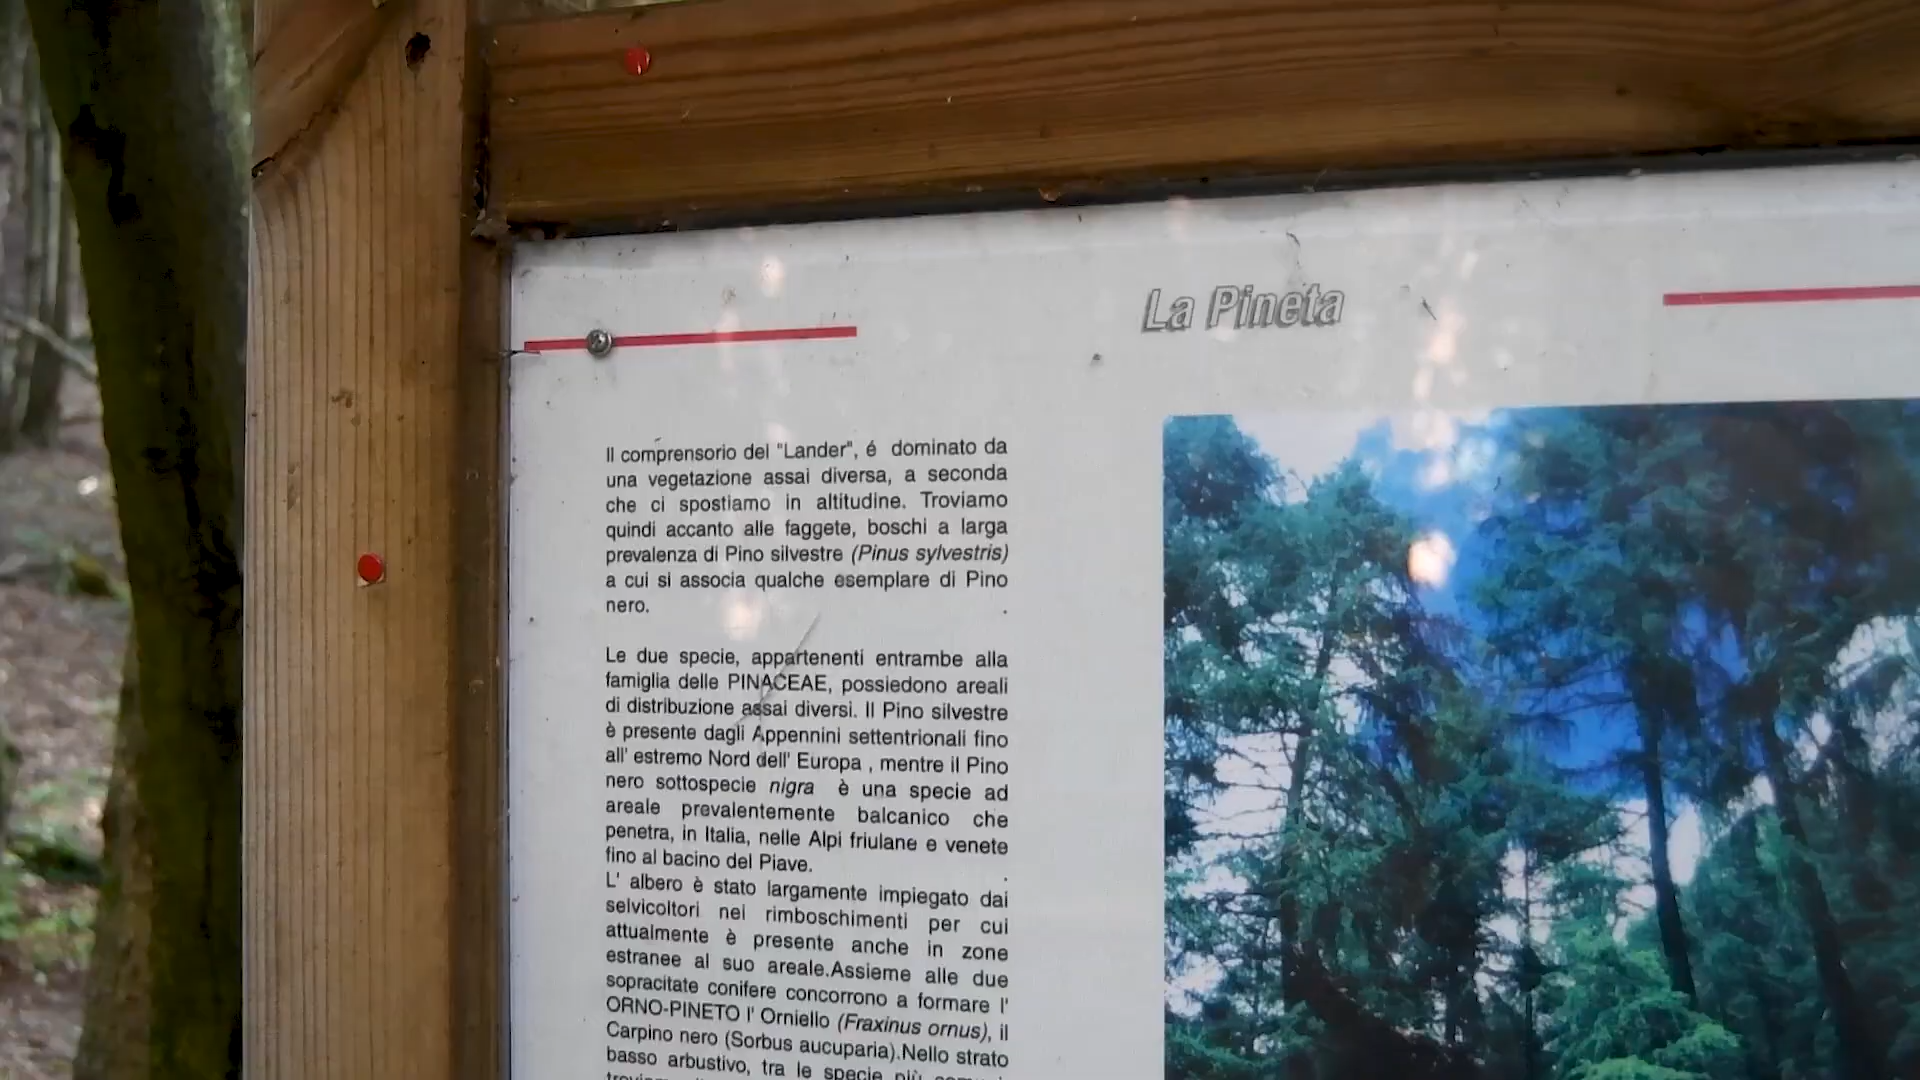 La Pineta
Il comprensorio del "Lander", é dominato da
una vegetazione assai diversa, a seconda
che ci spostiamo in altitudine. Troviamo
quindi accanto alle faggete, boschi a larga
prevalenza di Pino silvestre (Pinus sylvestris)
a cui si associa qualche esemplare di Pino
nero.
Le due specie, appartenenti entrambe alla
famiglia delle PINACEAE, possiedono areali
di distribuzione assai diversi. Il Pino silvestre
è presente dagli Appennini settentrionali fino
all' estremo Nord dell' Europa , mentre il Pino
nero sottospecie nigra è una specie ad
areale prevalentemente balcanico che
penetra, in Italia, nelle Alpi friulane e venete
fino al bacino del Piave.
L' albero è stato largamente impiegato dai
selvicoltori nei rimboschimenti per cui
attualmente è presente anche in zone
estranee al suo areale.Assieme alle due
sopracitate conifere concorrono a formare l'
ORNO-PINETO l' Orniello (Fraxinus ornus), il
Carpino nero (Sorbus aucuparia).Nello strato
basso arbustivo, tra le specie più